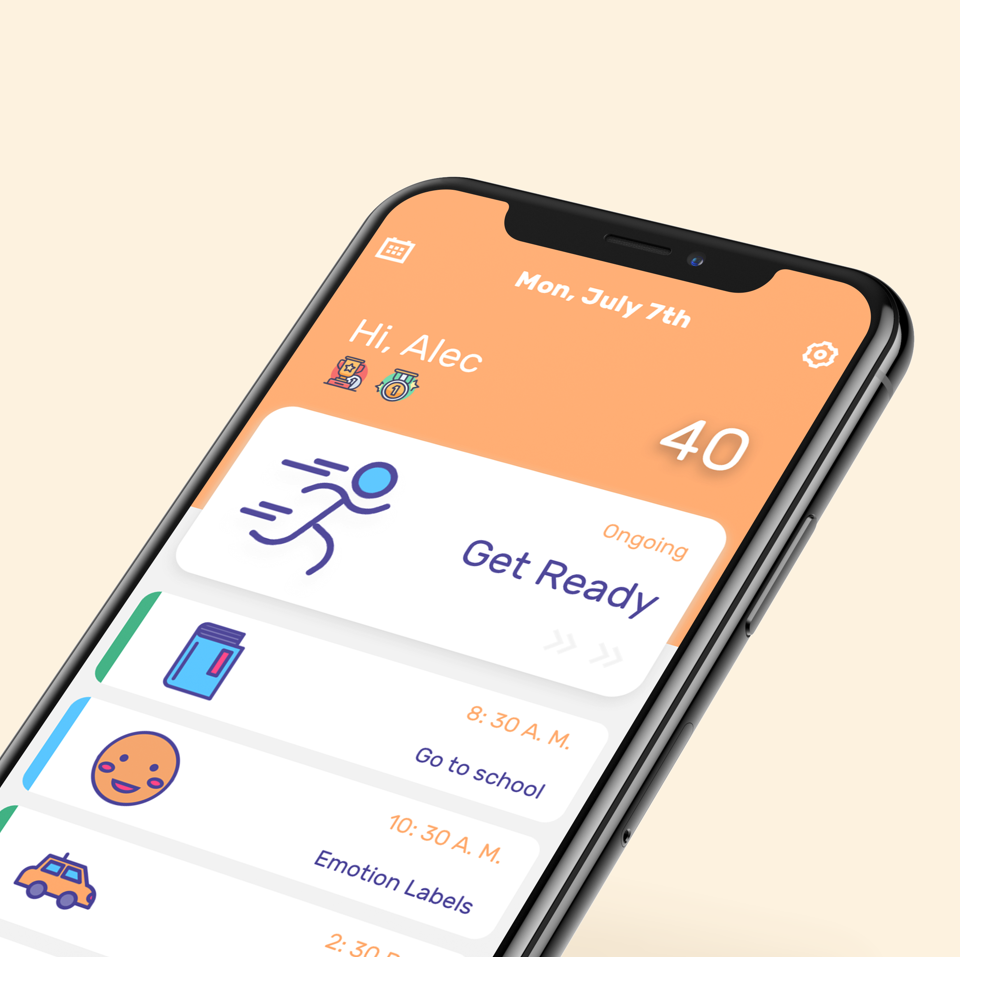 Mon, July 7th
Hi, Alec
40
Ongoing
Get Ready
8: 30 A. M.
Go to school
10: 30 A. M.
Emotion Labels
2: 30